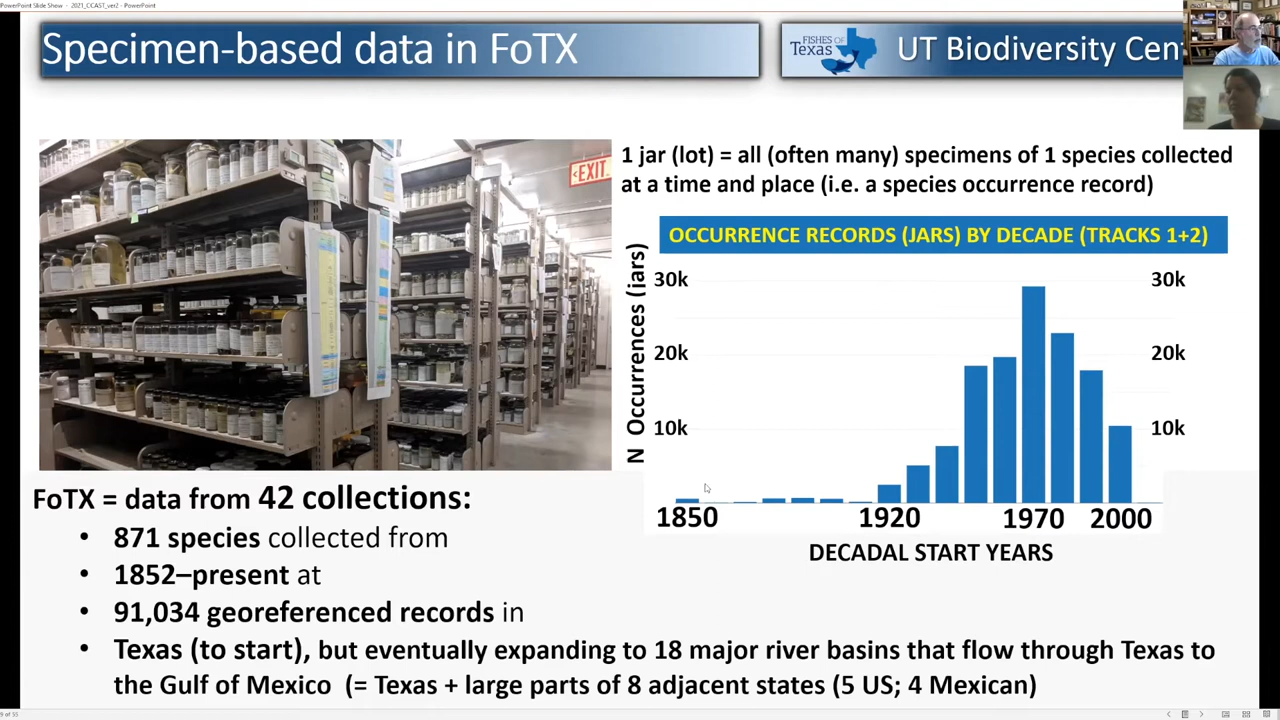 PowerPoint Slide Show - 2021_CCAST_ver2 - PowerPoint
Specimen-based data in FoTX
FISHES OF
Texas
UT Biodiversity Cen
EXIT
1 jar (lot) = all (often many) specimens of 1 species collected
at a time and place (i.e. a species occurrence record)
OCCURRENCE RECORDS (JARS) BY DECADE (TRACKS 1+2)
N Occurrences (jars)
30k
30k
20k
20k
10k
10k
1850
1920
1970
2000
DECADAL START YEARS
FoTX = data from 42 collections:
• 871 species collected from
• 1852–present at
• 91,034 georeferenced records in
• Texas (to start), but eventually expanding to 18 major river basins that flow through Texas to
the Gulf of Mexico (= Texas + large parts of 8 adjacent states (5 US; 4 Mexican)